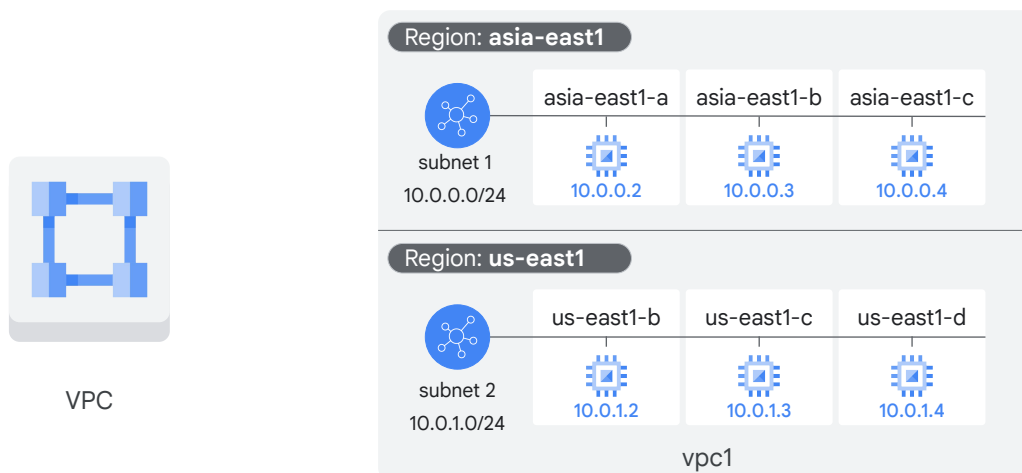 Region: asia-east1
asia-east1-a asia-east1-b asia-east1-c
subnet 1
10.0.0.0/24
10.0.0.2 10.0.0.3 10.0.0.4
Region: us-east1
us-east1-b us-east1-c us-east1-d
subnet 2
10.0.1.0/24
10.0.1.2 10.0.1.3 10.0.1.4
VPC
vpc1